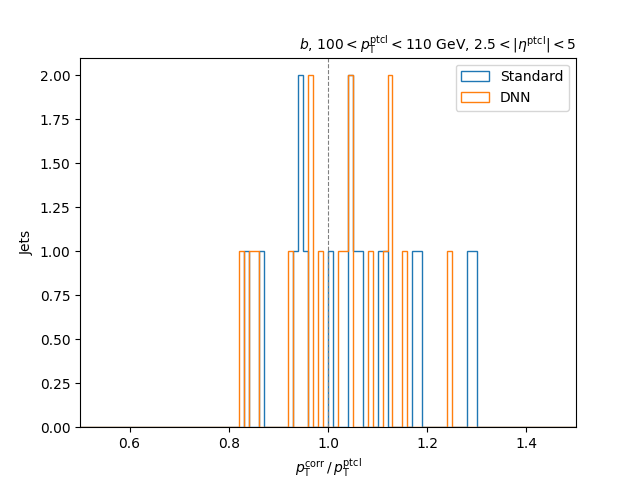 b, 100 < p_T^ptcl < 110 GeV, 2.5 < |η^ptcl| < 5
Standard
DNN
2.00
1.75
1.50
1.25
1.00
0.75
0.50
0.25
0.00
Jets
0.6 0.8 1.0 1.2 1.4
p_T^corr / p_T^ptcl